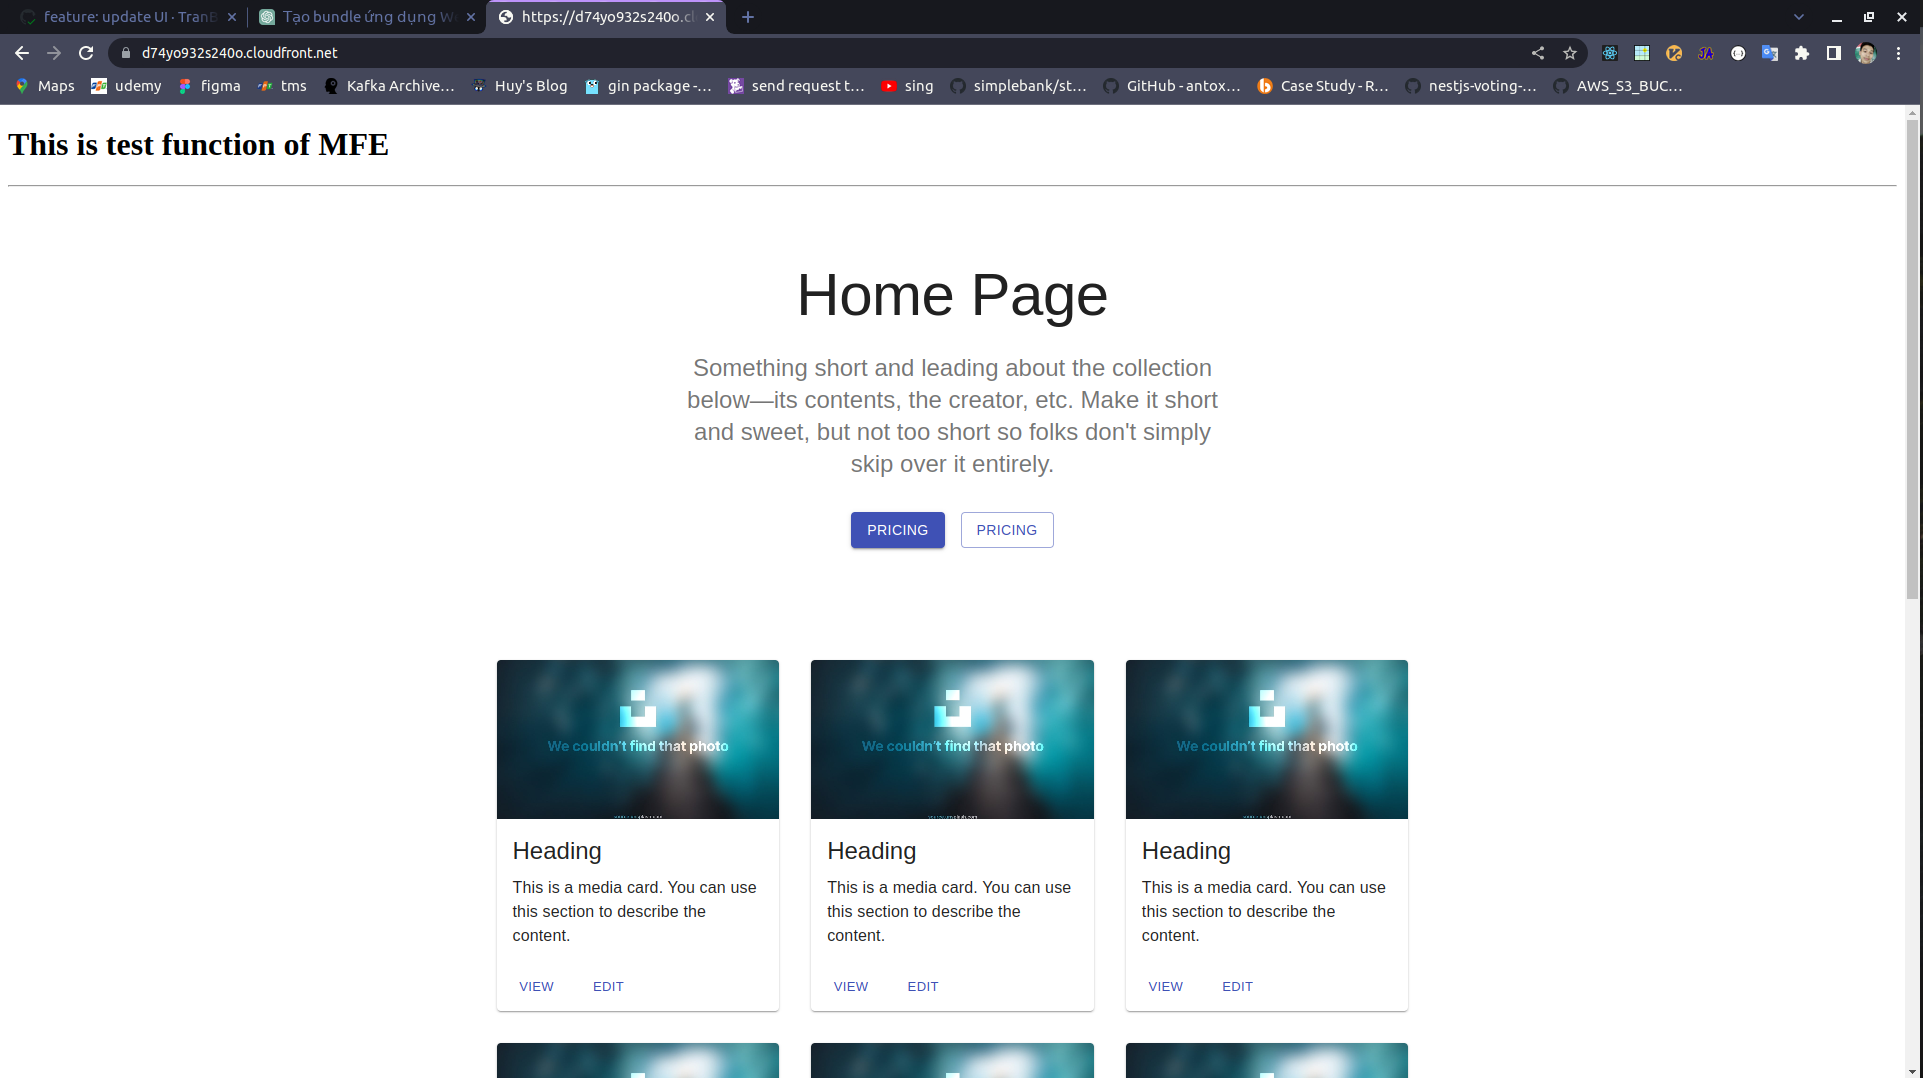 feature: update UI · TranB
Tạo bundle ứng dụng We
https://d74yo932s240o.cl
d74yo932s240o.cloudfront.net
Maps
udemy
figma
tms
Kafka Archive...
Huy's Blog
gin package -...
send request t...
sing
simplebank/st...
GitHub - antox...
Case Study - R...
nestjs-voting-...
AWS_S3_BUC...
This is test function of MFE
Home Page
Something short and leading about the collection
below—its contents, the creator, etc. Make it short
and sweet, but not too short so folks don't simply
skip over it entirely.
PRICING
PRICING
We couldn't find that photo
We couldn't find that photo
We couldn't find that photo
Heading
This is a media card. You can use
this section to describe the
content.
VIEW
EDIT
Heading
This is a media card. You can use
this section to describe the
content.
VIEW
EDIT
Heading
This is a media card. You can use
this section to describe the
content.
VIEW
EDIT